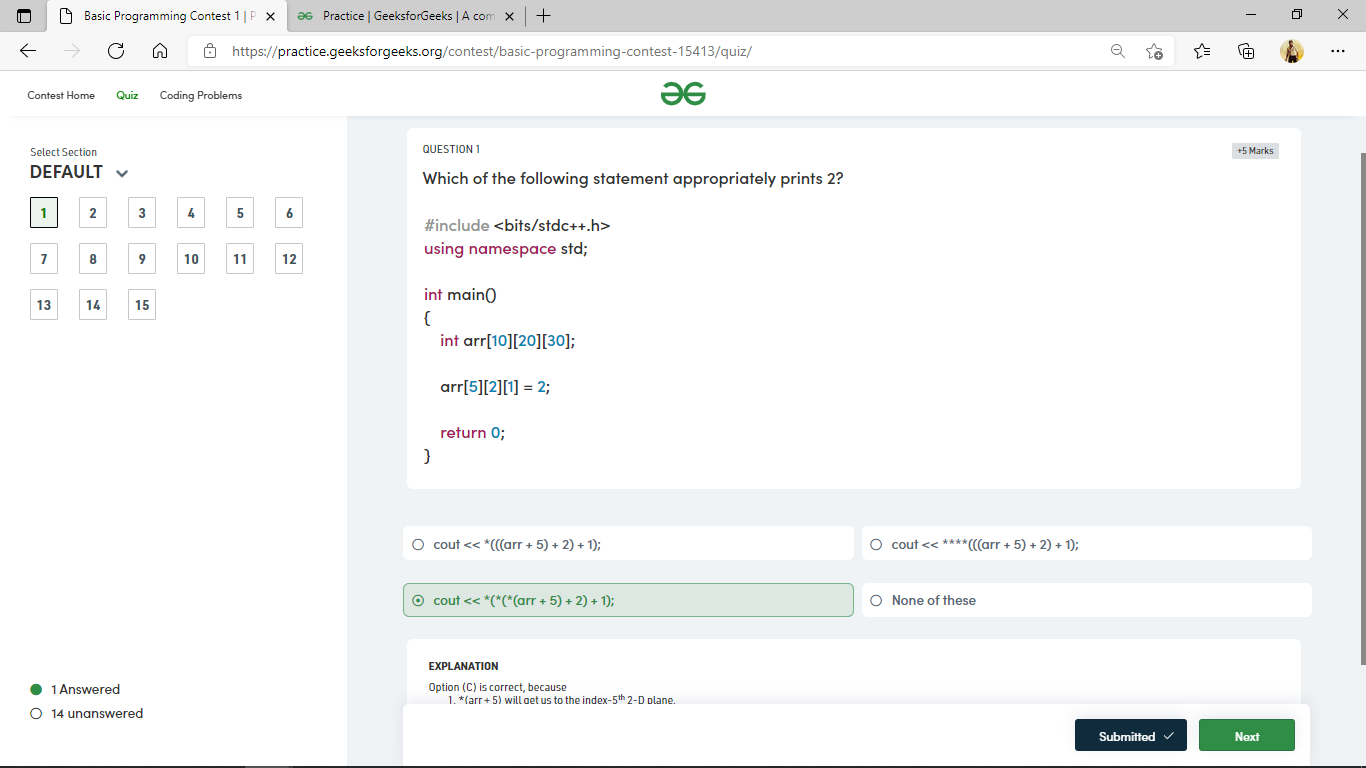 Basic Programming Contest 1 | P
Practice | GeeksforGeeks | A com
https://practice.geeksforgeeks.org/contest/basic-programming-contest-15413/quiz/
Contest Home Quiz Coding Problems
Select Section
DEFAULT
1 2 3 4 5 6
7 8 9 10 11 12
13 14 15
1 Answered
14 unanswered
QUESTION 1
+5 Marks
Which of the following statement appropriately prints 2?
#include <bits/stdc++.h>
using namespace std;
int main()
{
int arr[10][20][30];
arr[5][2][1] = 2;
return 0;
}
cout << *(((arr + 5) + 2) + 1);
cout << ****(((arr + 5) + 2) + 1);
cout << *(*(*(arr + 5) + 2) + 1);
None of these
EXPLANATION
Option (C) is correct, because
1. *(arr + 5) will get us to the index-5th 2-D plane.
Submitted
Next